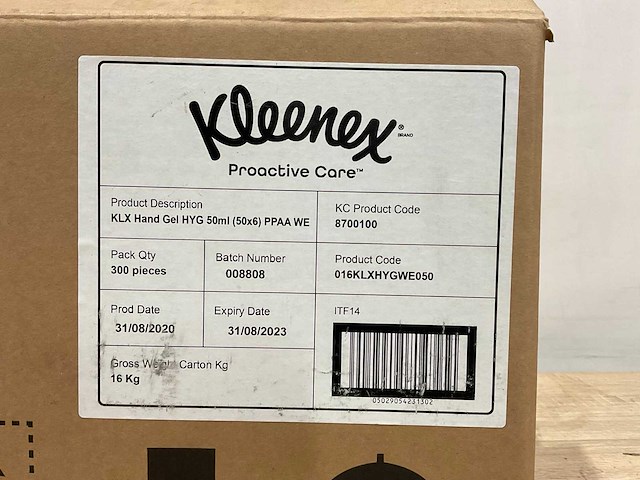 Kleenex® BRAND
Proactive Care™
Product Description
KLX Hand Gel HYG 50ml (50x6) PPAA WE
KC Product Code
8700100
Pack Qty
300 pieces
Batch Number
008808
Product Code
016KLXHYGWE050
Prod Date
31/08/2020
Expiry Date
31/08/2023
ITF14
05029054231302
Gross Weight Carton Kg
16 Kg